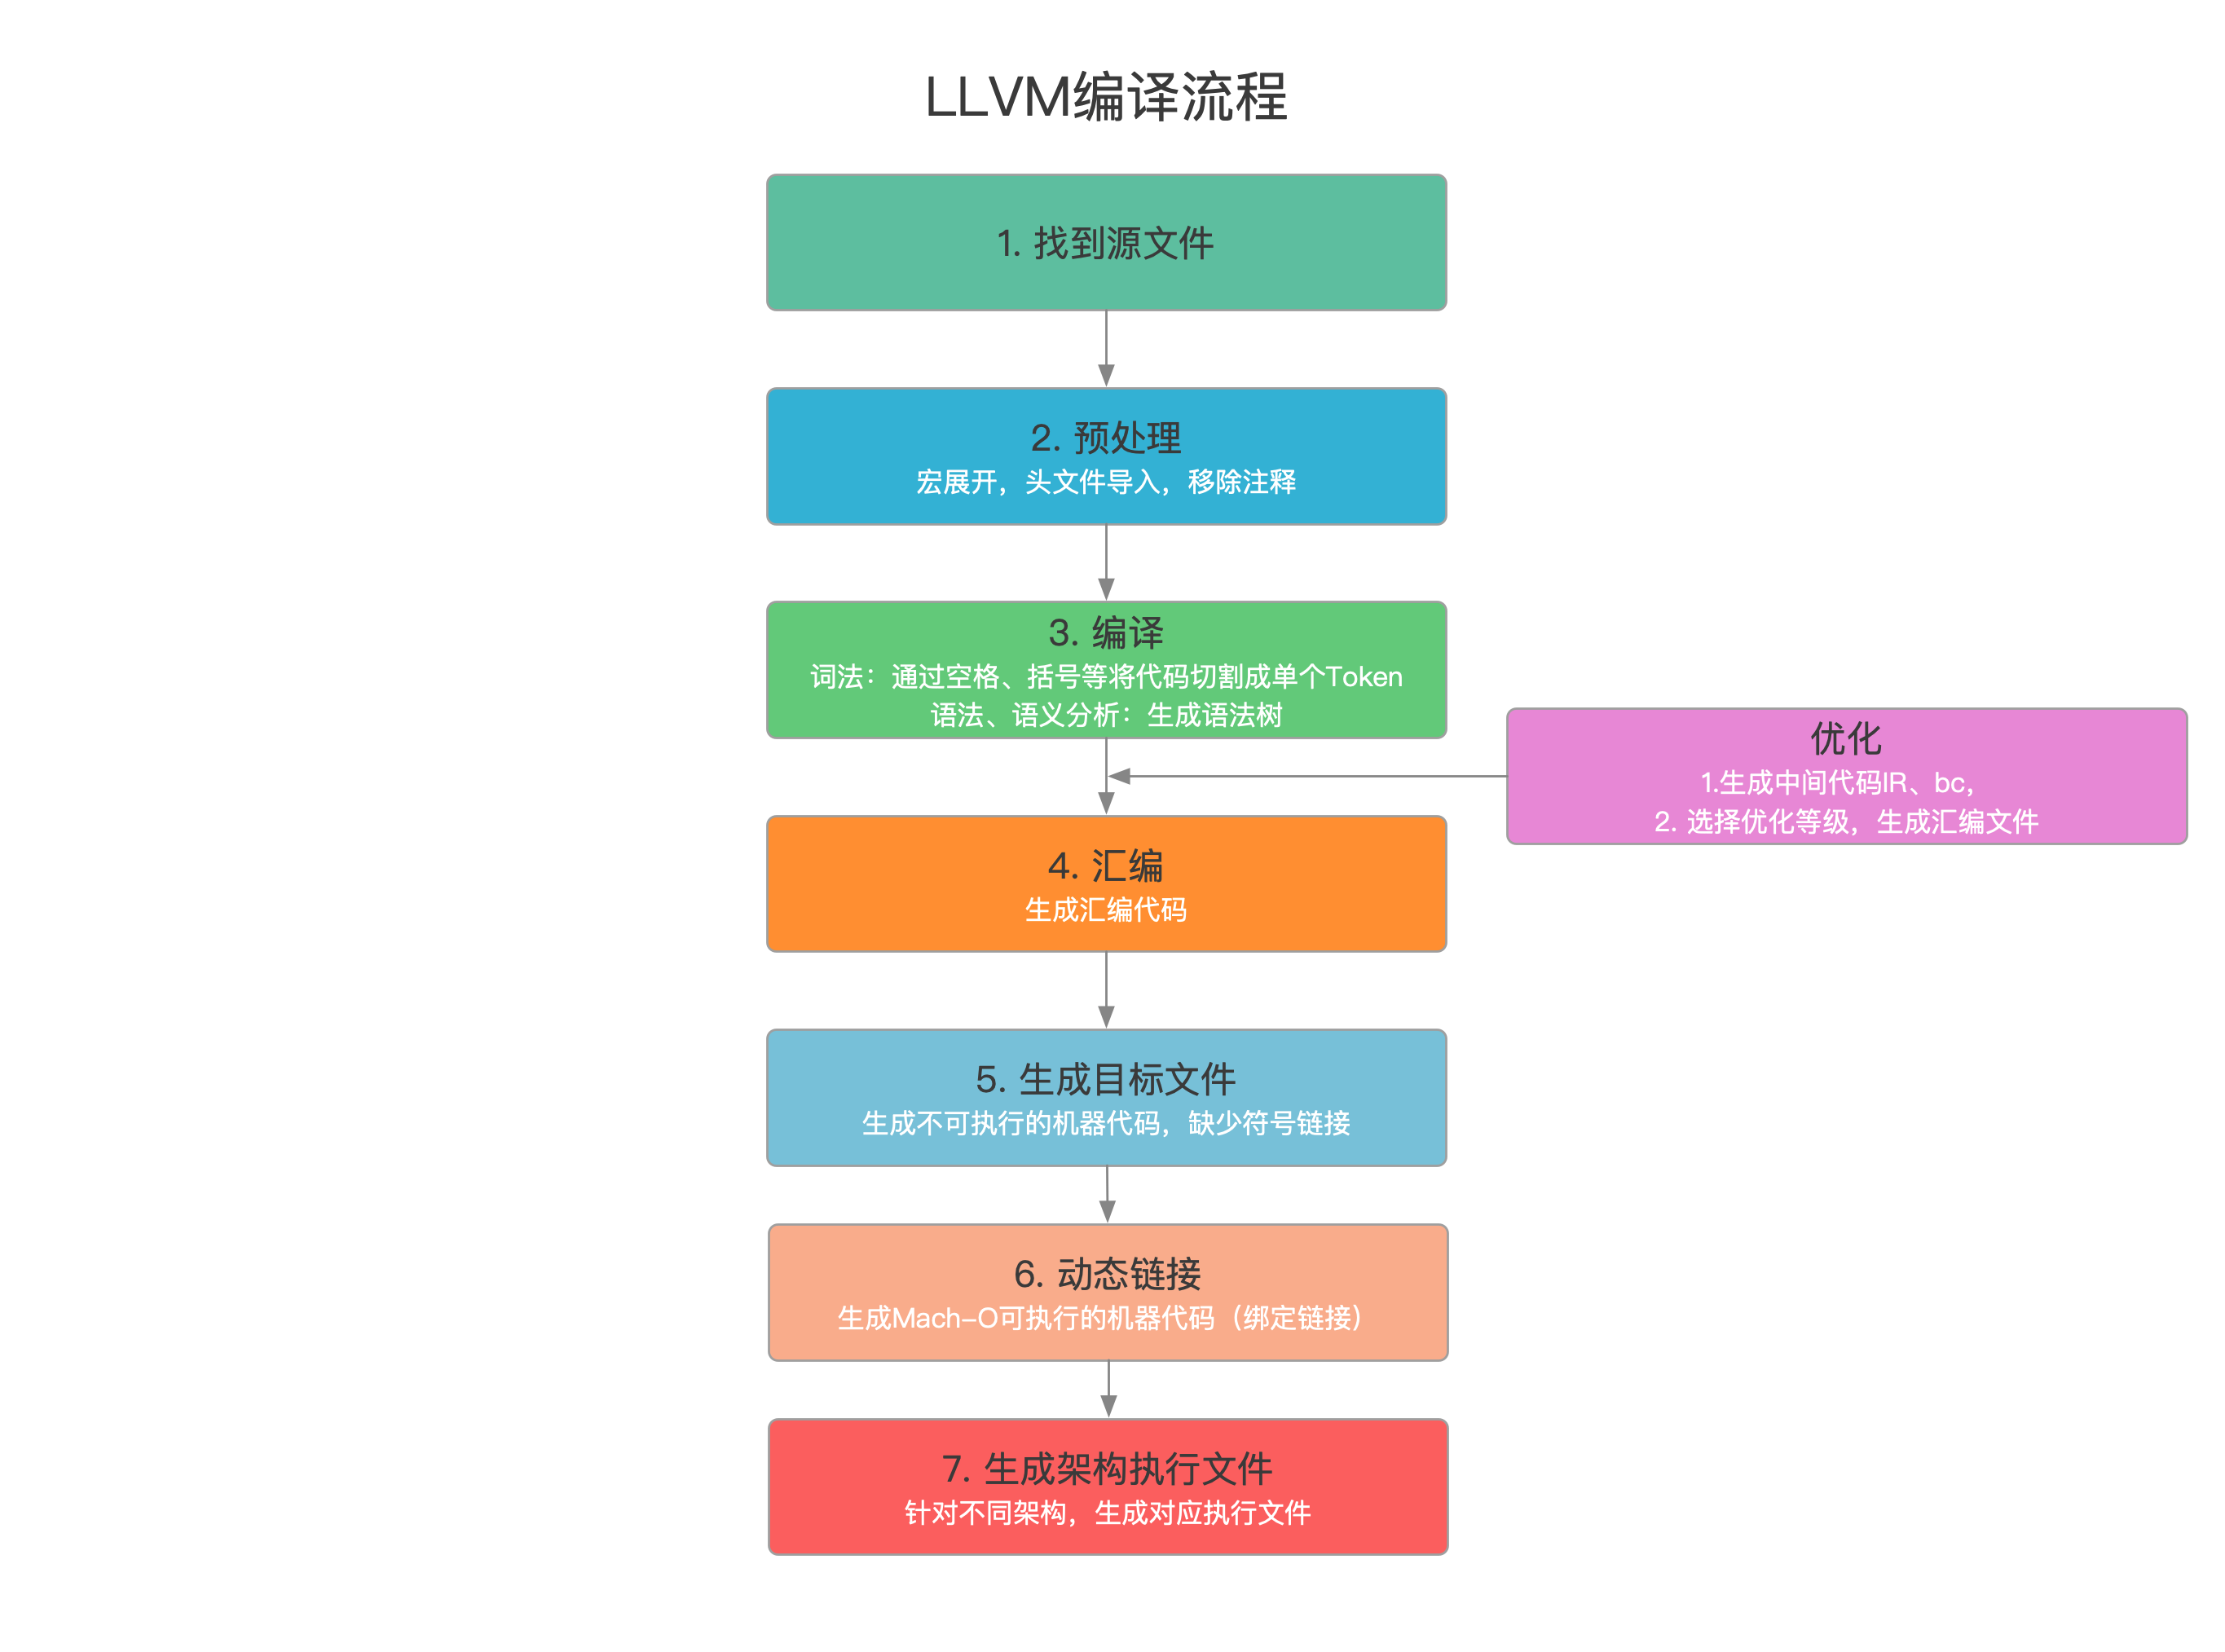 LLVM编译流程
1. 找到源文件
2. 预处理
宏展开，头文件导入，移除注释
3. 编译
词法：通过空格、括号等将代码切割成单个Token
语法、语义分析：生成语法树
优化
1.生成中间代码IR、bc，
2. 选择优化等级，生成汇编文件
4. 汇编
生成汇编代码
5. 生成目标文件
生成不可执行的机器代码，缺少符号链接
6. 动态链接
生成Mach-O可执行的机器代码（绑定链接）
7. 生成架构执行文件
针对不同架构，生成对应执行文件